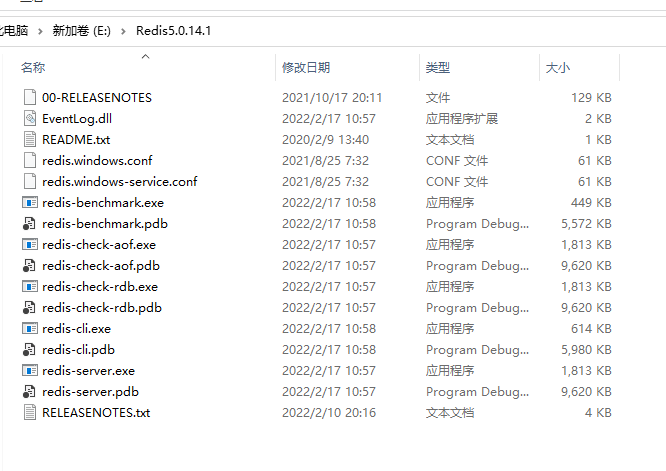 电脑 > 新加卷 (E:) > Redis5.0.14.1
名称 修改日期 类型 大小
00-RELEASENOTES 2021/10/17 20:11 文件 129 KB
EventLog.dll 2022/2/17 10:57 应用程序扩展 2 KB
README.txt 2020/2/9 13:40 文本文档 1 KB
redis.windows.conf 2021/8/25 7:32 CONF 文件 61 KB
redis.windows-service.conf 2021/8/25 7:32 CONF 文件 61 KB
redis-benchmark.exe 2022/2/17 10:58 应用程序 449 KB
redis-benchmark.pdb 2022/2/17 10:58 Program Debug... 5,572 KB
redis-check-aof.exe 2022/2/17 10:57 应用程序 1,813 KB
redis-check-aof.pdb 2022/2/17 10:57 Program Debug... 9,620 KB
redis-check-rdb.exe 2022/2/17 10:57 应用程序 1,813 KB
redis-check-rdb.pdb 2022/2/17 10:57 Program Debug... 9,620 KB
redis-cli.exe 2022/2/17 10:58 应用程序 614 KB
redis-cli.pdb 2022/2/17 10:58 Program Debug... 5,980 KB
redis-server.exe 2022/2/17 10:57 应用程序 1,813 KB
redis-server.pdb 2022/2/17 10:57 Program Debug... 9,620 KB
RELEASENOTES.txt 2022/2/10 20:16 文本文档 4 KB